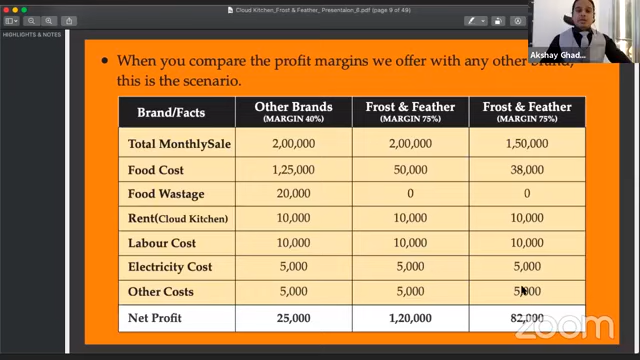 Cloud Kitchen_Frost & Feather_ Presentaion_6.pdf (page 9 of 49)
HIGHLIGHTS & NOTES
Akshay Ghad...
• When you compare the profit margins we offer with any other brand,
this is the scenario.
Brand/Facts Other Brands (MARGIN 40%) Frost & Feather (MARGIN 75%) Frost & Feather (MARGIN 75%)
Total MonthlySale 2,00,000 2,00,000 1,50,000
Food Cost 1,25,000 50,000 38,000
Food Wastage 20,000 0 0
Rent(Cloud Kitchen) 10,000 10,000 10,000
Labour Cost 10,000 10,000 10,000
Electricity Cost 5,000 5,000 5,000
Other Costs 5,000 5,000 5,000
Net Profit 25,000 1,20,000 82,000
zoom